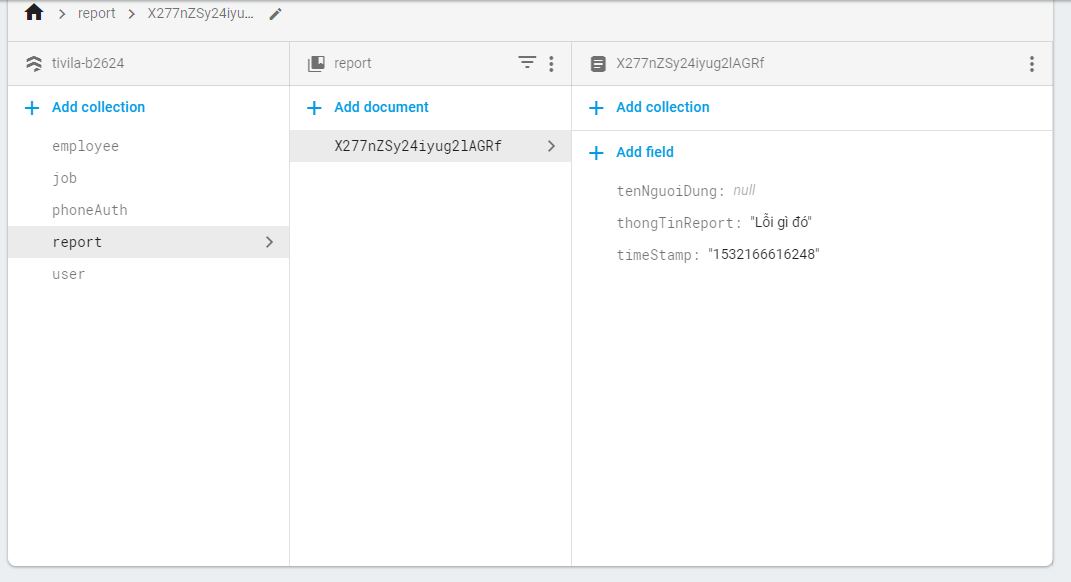 report
X277nZSy24iyu...
tivila-b2624
Add collection
employee
job
phoneAuth
report
user
report
Add document
X277nZSy24iyug2lAGRf
X277nZSy24iyug2lAGRf
Add collection
Add field
tenNguoiDung: null
thongTinReport: "Lỗi gì đó"
timeStamp: "1532166616248"